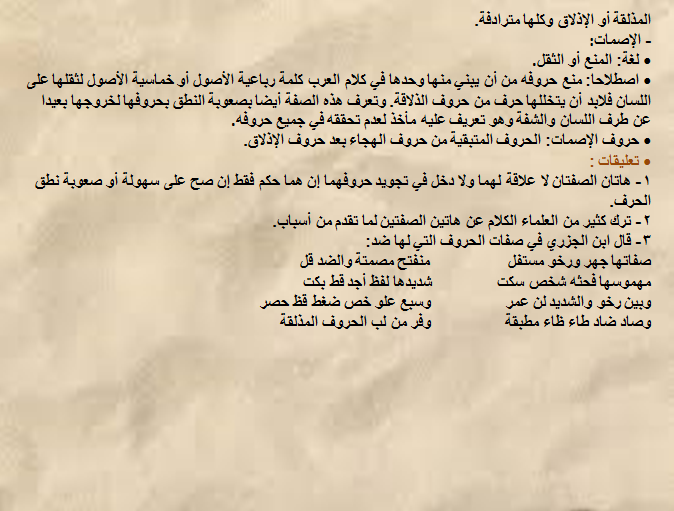 المذلقة أو الإذلاق وكلها مترادفة.
- الإصمات:
● لغة: المنع أو الثقل.
● اصطلاحا: منع حروفه من أن يبني منها وحدها في كلام العرب كلمة رباعية الأصول أو خماسية الأصول لثقلها على
اللسان فلابد أن يتخللها حرف من حروف الذلاقة. وتعرف هذه الصفة أيضا بصعوبة النطق بحروفها لخروجها بعيدا
عن طرف اللسان والشفة وهو تعريف عليه مأخذ لعدم تحققه في جميع حروفه.
● حروف الإصمات: الحروف المتبقية من حروف الهجاء بعد حروف الإذلاق.
● تعليقات :
١- هاتان الصفتان لا علاقة لهما ولا دخل في تجويد حروفهما إن هما حكم فقط إن صح على سهولة أو صعوبة نطق
الحرف.
٢- ترك كثير من العلماء الكلام عن هاتين الصفتين لما تقدم من أسباب.
٣- قال ابن الجزري في صفات الحروف التي لها ضد:
صفاتها جهر ورخو مستفل منفتح مصمتة والضد قل
مهموسها فحثه شخص سكت شديدها لفظ أجد قط بكت
وبين رخو والشديد لن عمر وسبع علو خص ضغط قظ حصر
وصاد ضاد طاء ظاء مطبقة وفر من لب الحروف المذلقة